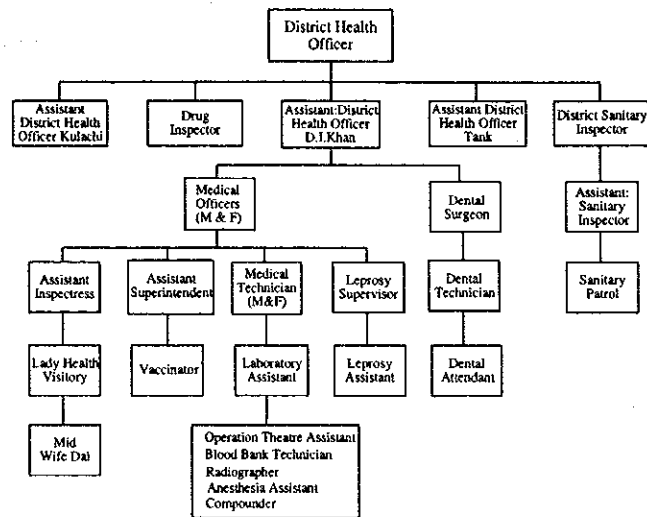 District Health
Officer
Assistant
District Health
Officer Kulachi
Drug
Inspector
Assistant:District
Health Officer
D.I.Khan
Assistant District
Health Officer
Tank
District Sanitary
Inspector
Medical
Officers
(M & F)
Dental
Surgeon
Assistant:
Sanitary
Inspector
Assistant
Inspectress
Assistant
Superintendent
Medical
Technician
(M&F)
Leprosy
Supervisor
Dental
Technician
Sanitary
Patrol
Lady Health
Visitory
Vaccinator
Laboratory
Assistant
Leprosy
Assistant
Dental
Attendant
Mid
Wife Dai
Operation Theatre Assistant
Blood Bank Technician
Radiographer
Anesthesia Assistant
Compounder